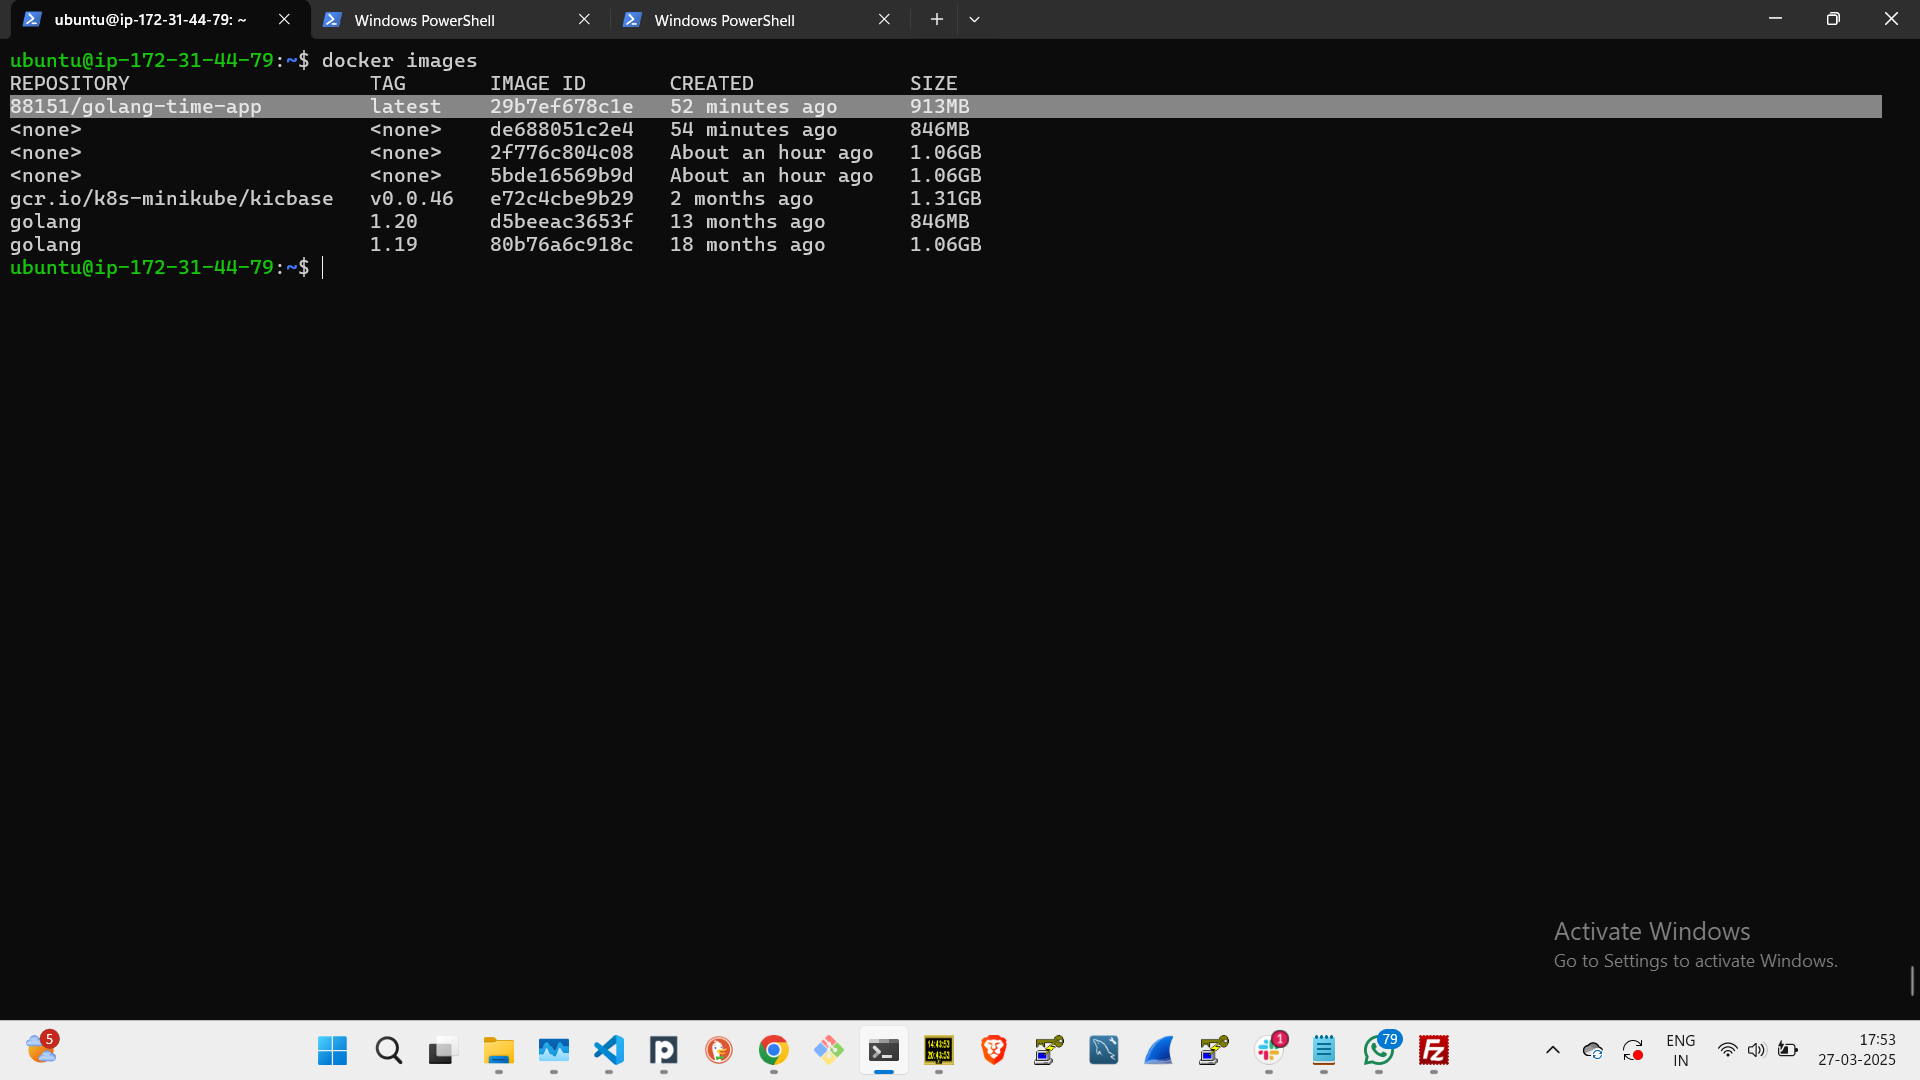 ubuntu@ip-172-31-44-79: ~ Windows PowerShell Windows PowerShell
ubuntu@ip-172-31-44-79:~$ docker images
REPOSITORY TAG IMAGE ID CREATED SIZE
88151/golang-time-app latest 29b7ef678c1e 52 minutes ago 913MB
<none> <none> de688051c2e4 54 minutes ago 846MB
<none> <none> 2f776c804c08 About an hour ago 1.06GB
<none> <none> 5bde16569b9d About an hour ago 1.06GB
gcr.io/k8s-minikube/kicbase v0.0.46 e72c4cbe9b29 2 months ago 1.31GB
golang 1.20 d5beeac3653f 13 months ago 846MB
golang 1.19 80b76a6c918c 18 months ago 1.06GB
ubuntu@ip-172-31-44-79:~$
Activate Windows
Go to Settings to activate Windows.
5
14:43:53
20:43:53
1
79
ENG
IN
17:53
27-03-2025